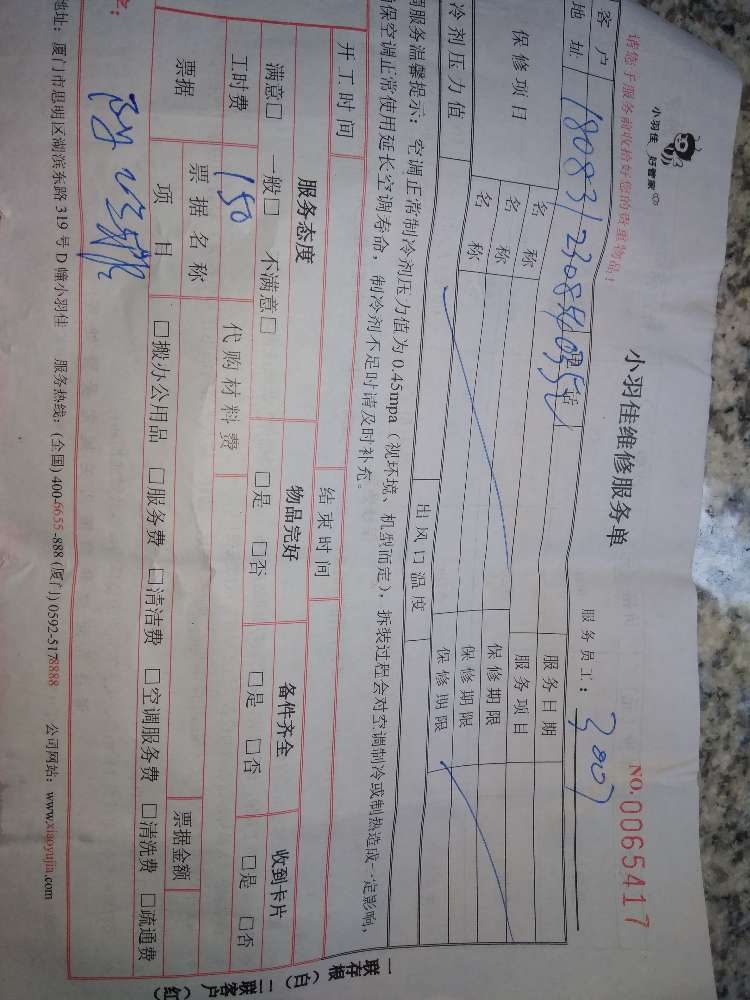 小羽佳 好管家
小羽佳维修服务单
NO.0065417
请您于服务前收拾好您的贵重物品!
服务员工:
客户
180831230854035
服务日期
地址
服务项目
保修项目
名称
保修期限
名称
保修期限
名称
保修期限
冷剂压力值
出风口温度
调服务温馨提示:空调正常制冷剂压力值为0.45mpa(视环境、机型而定),拆装过程会对空调制冷或制热造成一定影响,
保空调正常使用延长空调寿命,制冷剂不足时请及时补充。
开工时间
结束时间
服务态度
物品完好
备件齐全
收到卡片
满意□ 一般□ 不满意□
□是 □否
□是 □否
□是 □否
工时费
150
代购材料费
票据
票据名称
票据金额
项目
□搬办公用品 □服务费 □清洁费 □空调服务费 □清洗费 □疏通费
地址:厦门市思明区湖滨东路319号D幢小羽佳 服务热线:(全国)400-6655-888(厦门)0592-5178888 公司网站:www.xiaoyujia.com
一联存根(白) 二联客户(红)